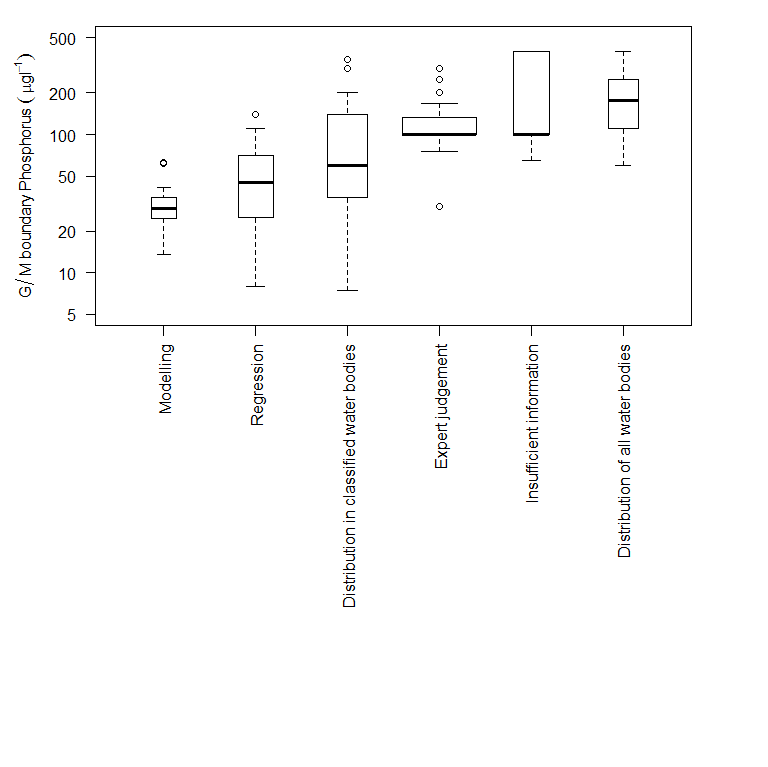 G/M boundary Phosphorus ( µgl⁻¹)
500
200
100
50
20
10
5
Modelling
Regression
Distribution in classified water bodies
Expert judgement
Insufficient information
Distribution of all water bodies